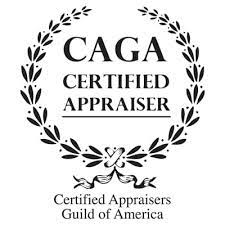 CAGA
CERTIFIED
APPRAISER
Certified Appraisers
Guild of America